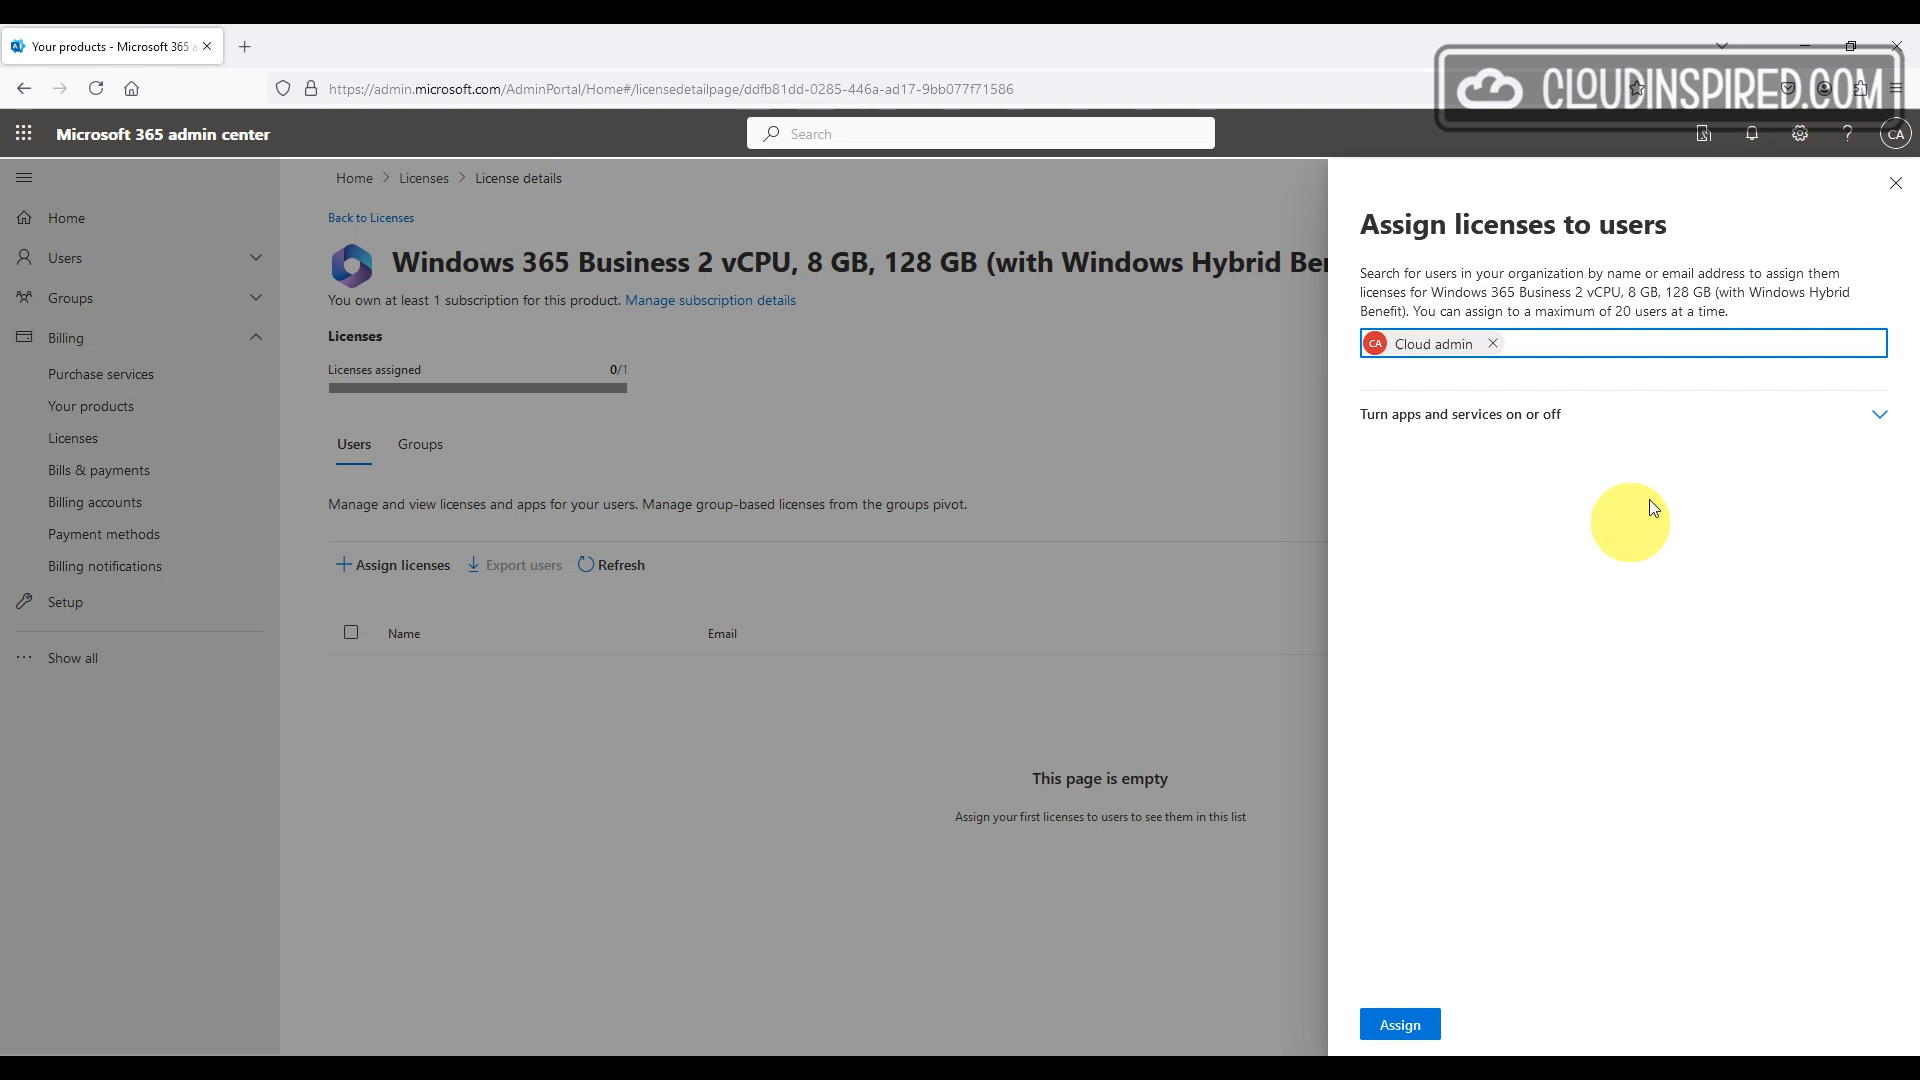 Your products - Microsoft 365 a
https://admin.microsoft.com/AdminPortal/Home#/licensedetailpage/ddfb81dd-0285-446a-ad17-9bb077f71586
CLOUDINSPIRED.COM
Microsoft 365 admin center
Search
CA
Home
Users
Groups
Billing
Purchase services
Your products
Licenses
Bills & payments
Billing accounts
Payment methods
Billing notifications
Setup
Show all
Home > Licenses > License details
Back to Licenses
Windows 365 Business 2 vCPU, 8 GB, 128 GB (with Windows Hybrid Be
You own at least 1 subscription for this product. Manage subscription details
Licenses
Licenses assigned 0/1
Users Groups
Manage and view licenses and apps for your users. Manage group-based licenses from the groups pivot.
Assign licenses Export users Refresh
Name Email
This page is empty
Assign your first licenses to users to see them in this list
Assign licenses to users
Search for users in your organization by name or email address to assign them
licenses for Windows 365 Business 2 vCPU, 8 GB, 128 GB (with Windows Hybrid
Benefit). You can assign to a maximum of 20 users at a time.
CA Cloud admin
Turn apps and services on or off
Assign